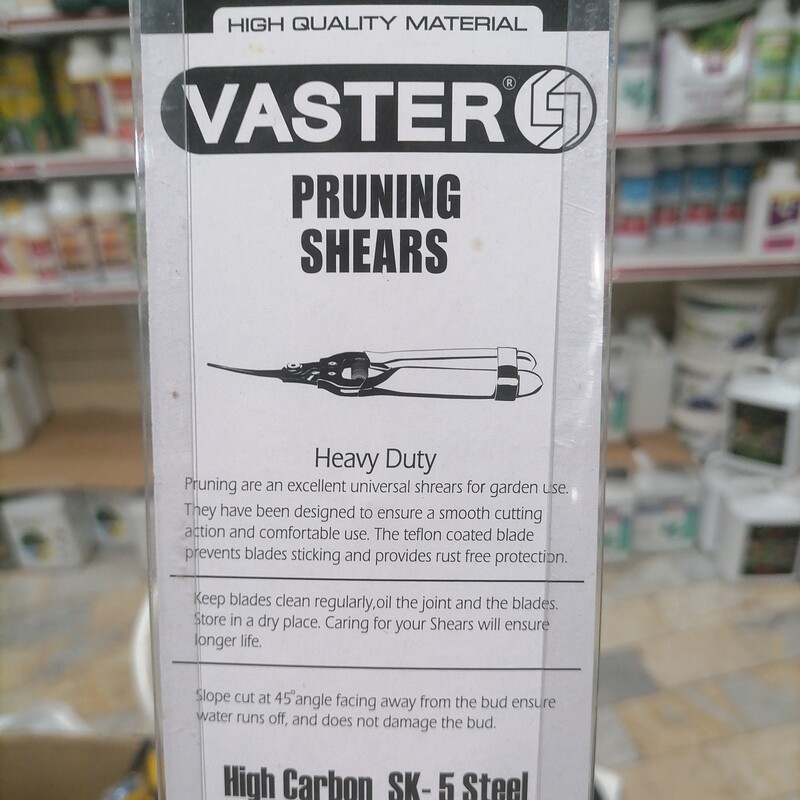 HIGH QUALITY MATERIAL
VASTER®
PRUNING
SHEARS
Heavy Duty
Pruning are an excellent universal shrears for garden use.
They have been designed to ensure a smooth cutting
action and comfortable use. The teflon coated blade
prevents blades sticking and provides rust free protection.
Keep blades clean regularly,oil the joint and the blades.
Store in a dry place. Caring for your Shears will ensure
longer life.
Slope cut at 45°angle facing away from the bud ensure
water runs off, and does not damage the bud.
High Carbon SK-5 Steel